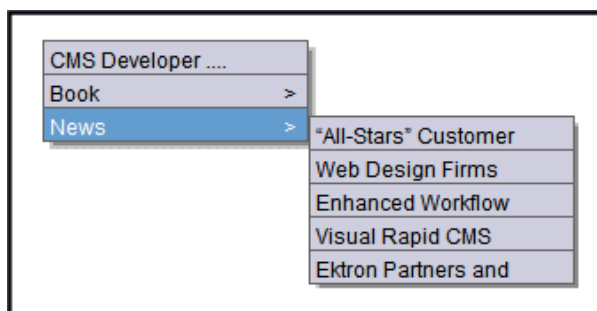 CMS Developer ....
Book >
News >
“All-Stars” Customer
Web Design Firms
Enhanced Workflow
Visual Rapid CMS
Ektron Partners and